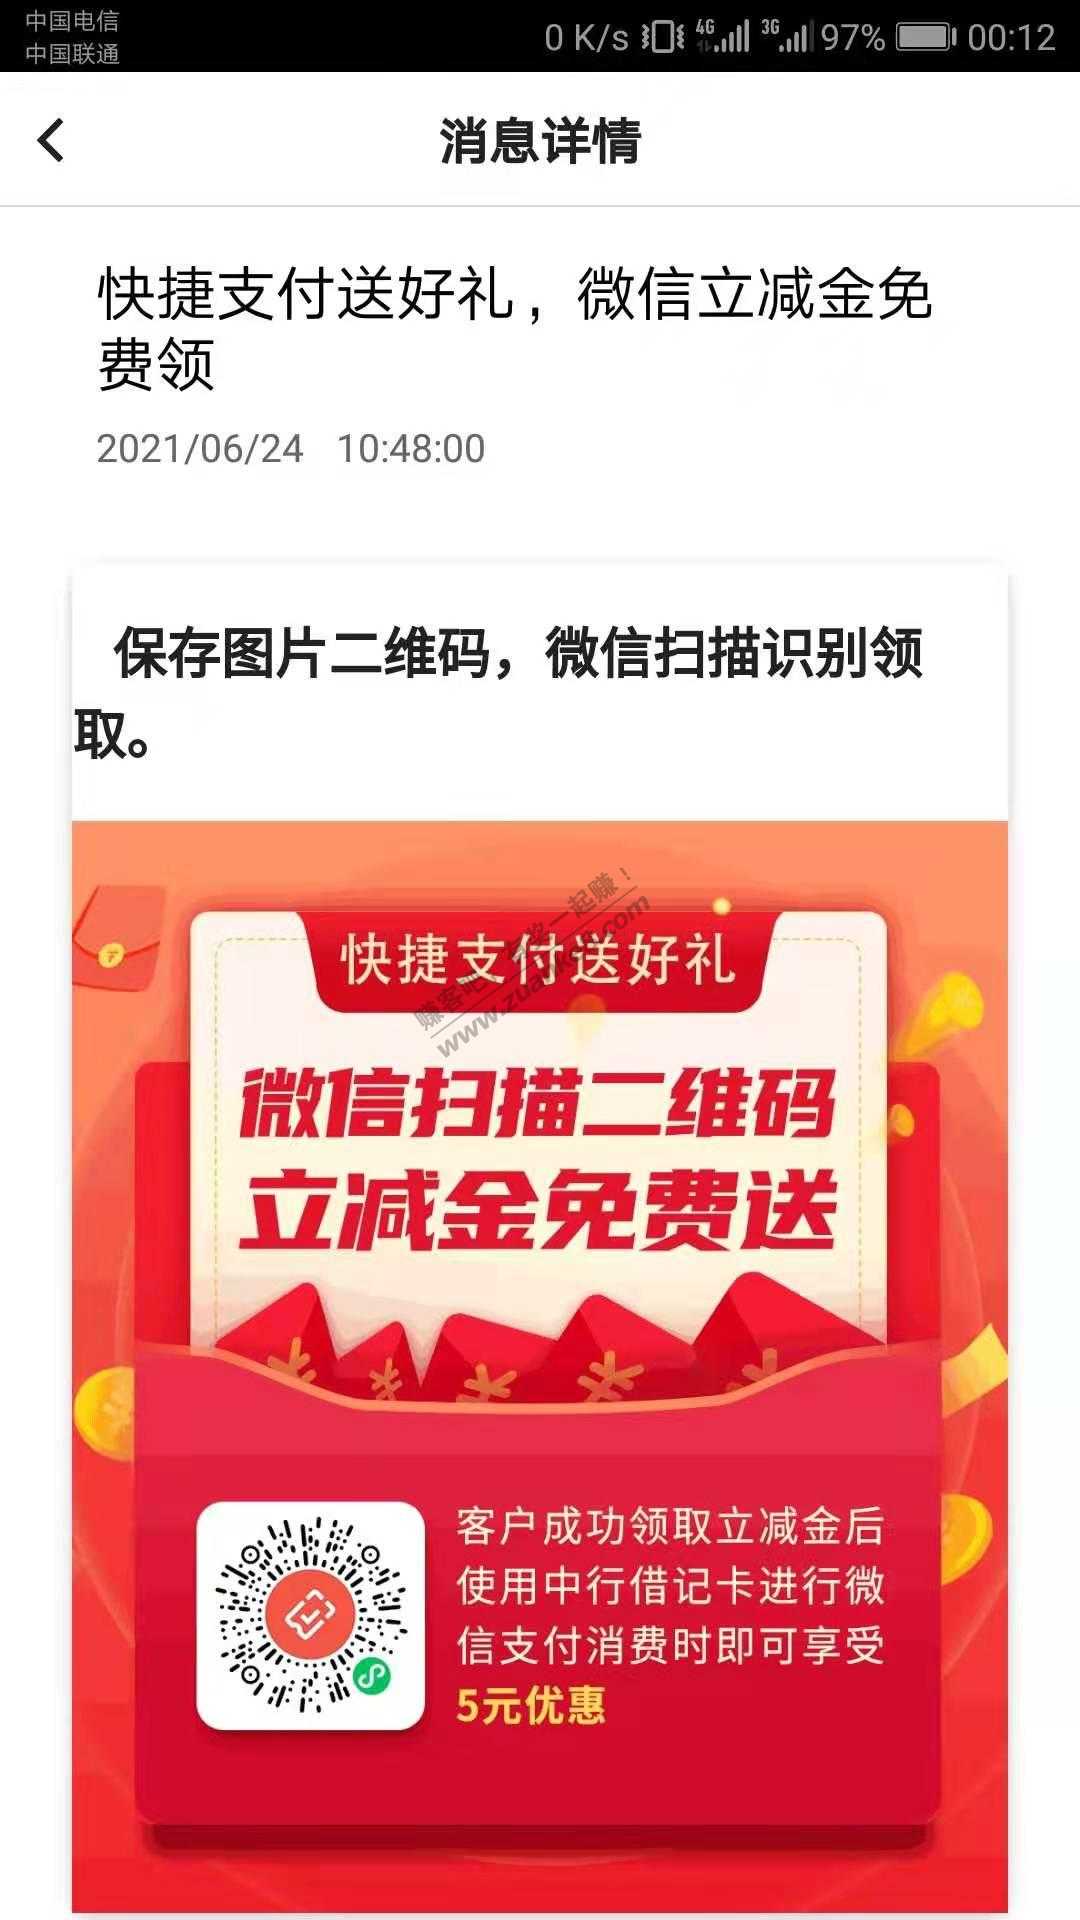 中国电信
中国联通
0 K/s 4G 3G 97% 00:12
消息详情
快捷支付送好礼，微信立减金免
费领
2021/06/24 10:48:00
保存图片二维码，微信扫描识别领
取。
快捷支付送好礼
赚客吧，有奖一起赚！
www.zuanke8.com
微信扫描二维码
立减金免费送
客户成功领取立减金后
使用中行借记卡进行微
信支付消费时即可享受
5元优惠